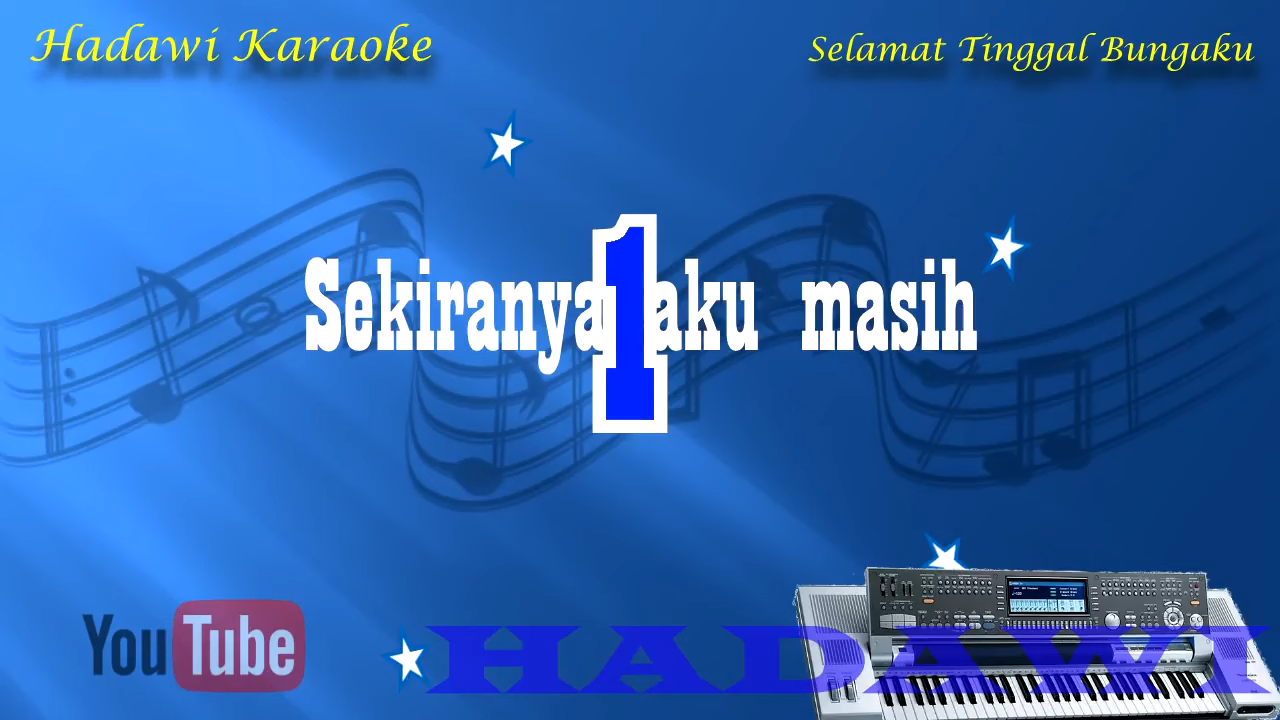 Hadawi Karaoke
Selamat Tinggal Bungaku
Sekiranya aku masih
1
YouTube
HADAWI